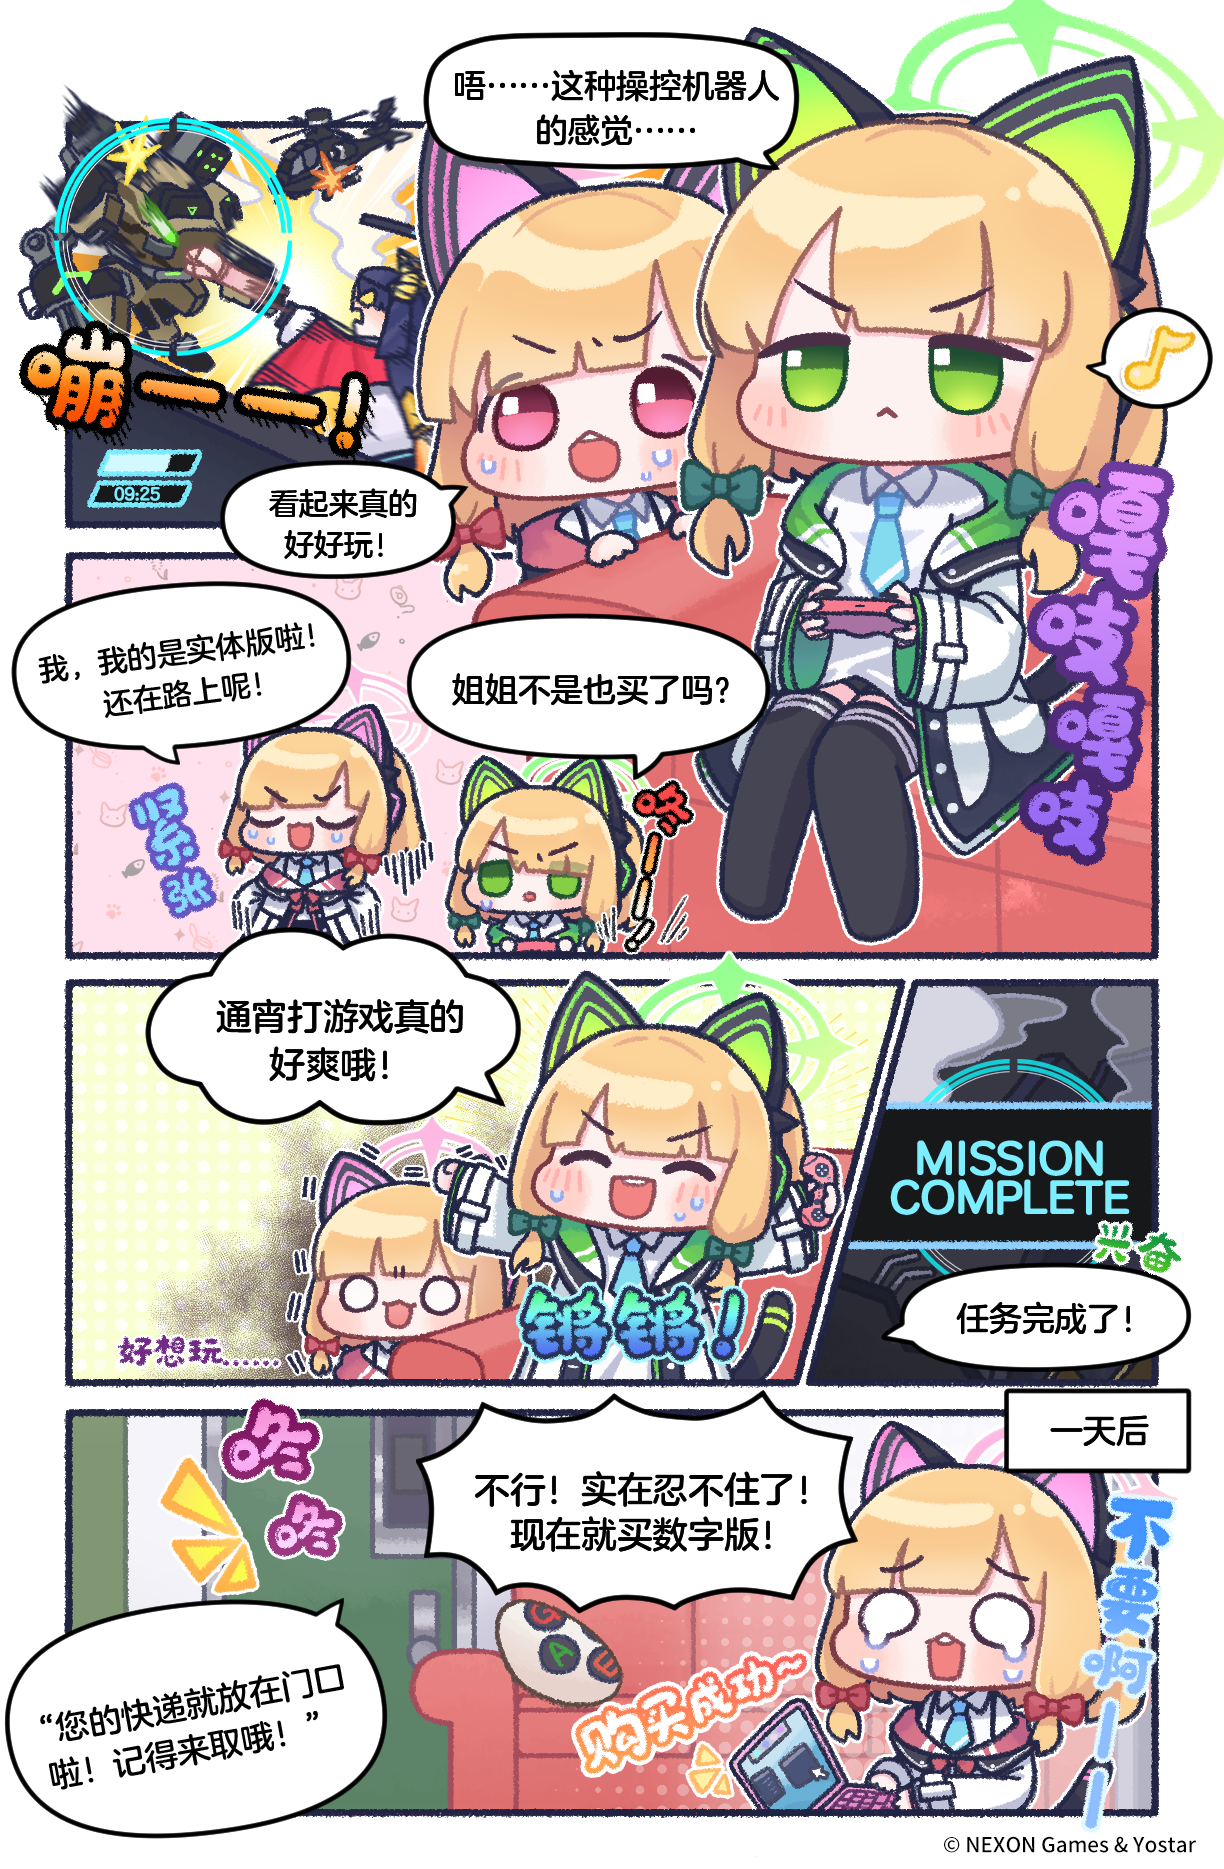 唔……这种操控机器人
的感觉……
嘣——！
09:25
看起来真的
好好玩！
嘎吱嘎吱
我，我的是实体版啦！
还在路上呢！
姐姐不是也买了吗？
紧张
咚——！
通宵打游戏真的
好爽哦！
好想玩……
锵锵！
MISSION
COMPLETE
兴奋
任务完成了！
一天后
不行！实在忍不住了！
现在就买数字版！
咚
咚
不要啊——
GAE
购买成功~
“您的快递就放在门口
啦！记得来取哦！”
© NEXON Games & Yostar